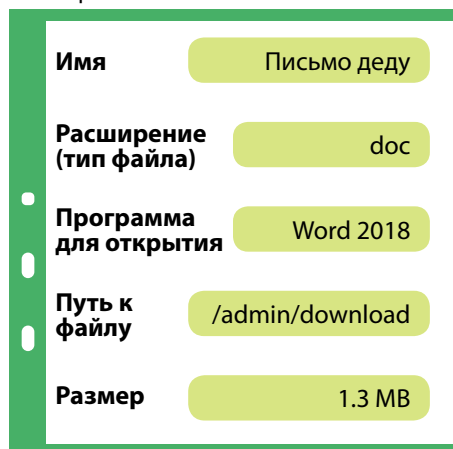 Имя
Письмо деду
Расширение
(тип файла)
doc
Программа
для открытия
Word 2018
Путь к
файлу
/admin/download
Размер
1.3 MB